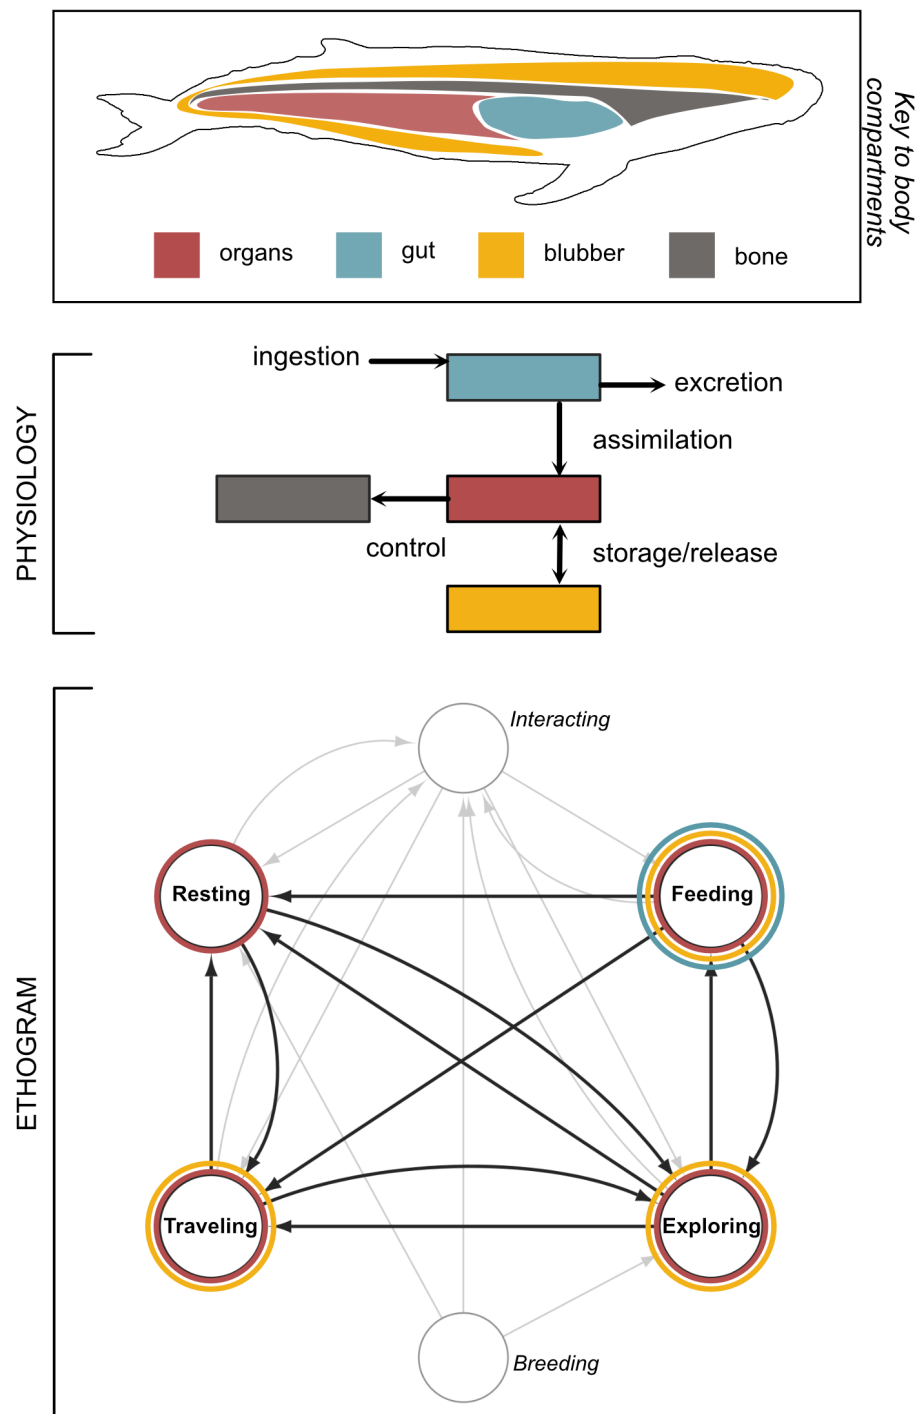 Key to body
compartments
organs
gut
blubber
bone
PHYSIOLOGY
ingestion
excretion
assimilation
control
storage/release
ETHOGRAM
Interacting
Resting
Feeding
Traveling
Exploring
Breeding